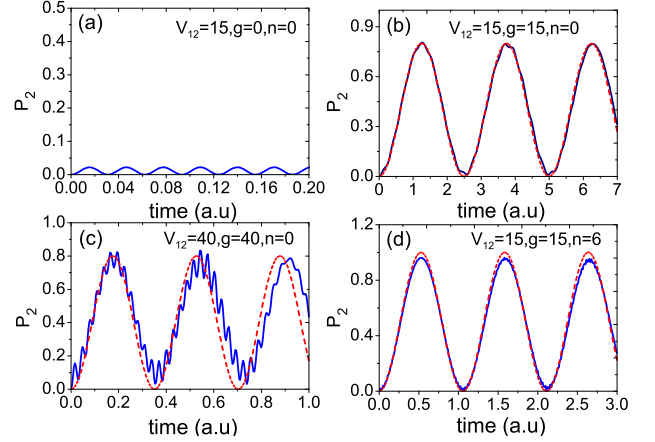 (a) V12=15,g=0,n=0
P2
0.5
0.4
0.3
0.2
0.1
0.0
0.00 0.04 0.08 0.12 0.16 0.20
time (a.u)
(b) V12=15,g=15,n=0
P2
0.9
0.6
0.3
0.0
0 1 2 3 4 5 6 7
time (a.u)
(c) V12=40,g=40,n=0
P2
1.0
0.8
0.6
0.4
0.2
0.0
0.0 0.2 0.4 0.6 0.8 1.0
time (a.u)
(d) V12=15,g=15,n=6
P2
1.2
0.9
0.6
0.3
0.0
0.0 0.5 1.0 1.5 2.0 2.5 3.0
time (a.u)